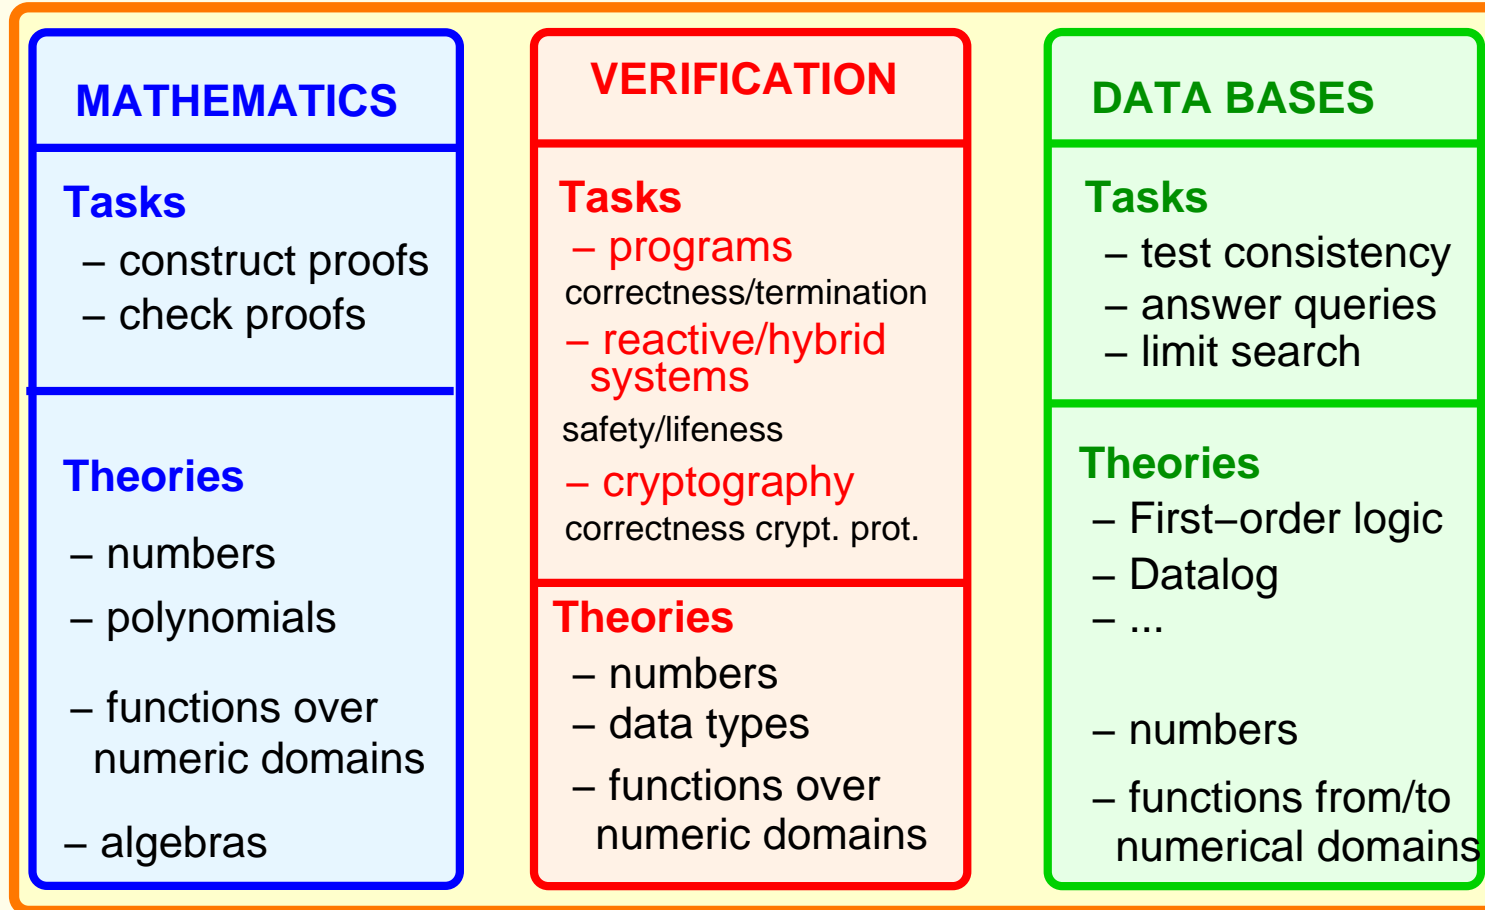 MATHEMATICS
Tasks
– construct proofs
– check proofs
Theories
– numbers
– polynomials
– functions over
numeric domains
– algebras
VERIFICATION
Tasks
– programs
correctness/termination
– reactive/hybrid
systems
safety/lifeness
– cryptography
correctness crypt. prot.
Theories
– numbers
– data types
– functions over
numeric domains
DATA BASES
Tasks
– test consistency
– answer queries
– limit search
Theories
– First–order logic
– Datalog
– ...
– numbers
– functions from/to
numerical domains